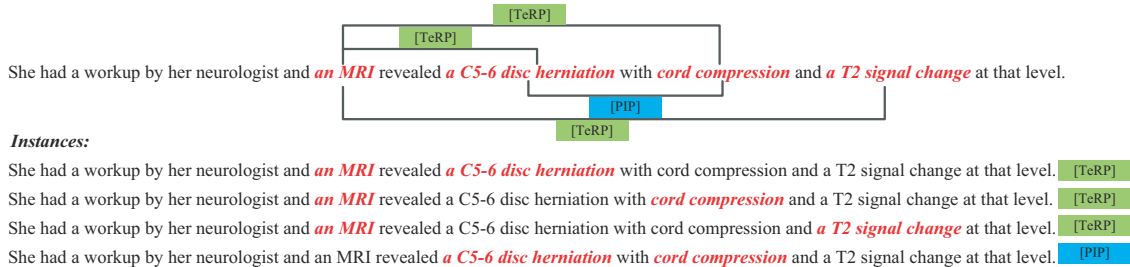 [TeRP]
[TeRP]
She had a workup by her neurologist and an MRI revealed a C5-6 disc herniation with cord compression and a T2 signal change at that level.
[PIP]
[TeRP]
Instances:
She had a workup by her neurologist and an MRI revealed a C5-6 disc herniation with cord compression and a T2 signal change at that level. [TeRP]
She had a workup by her neurologist and an MRI revealed a C5-6 disc herniation with cord compression and a T2 signal change at that level. [TeRP]
She had a workup by her neurologist and an MRI revealed a C5-6 disc herniation with cord compression and a T2 signal change at that level. [TeRP]
She had a workup by her neurologist and an MRI revealed a C5-6 disc herniation with cord compression and a T2 signal change at that level. [PIP]